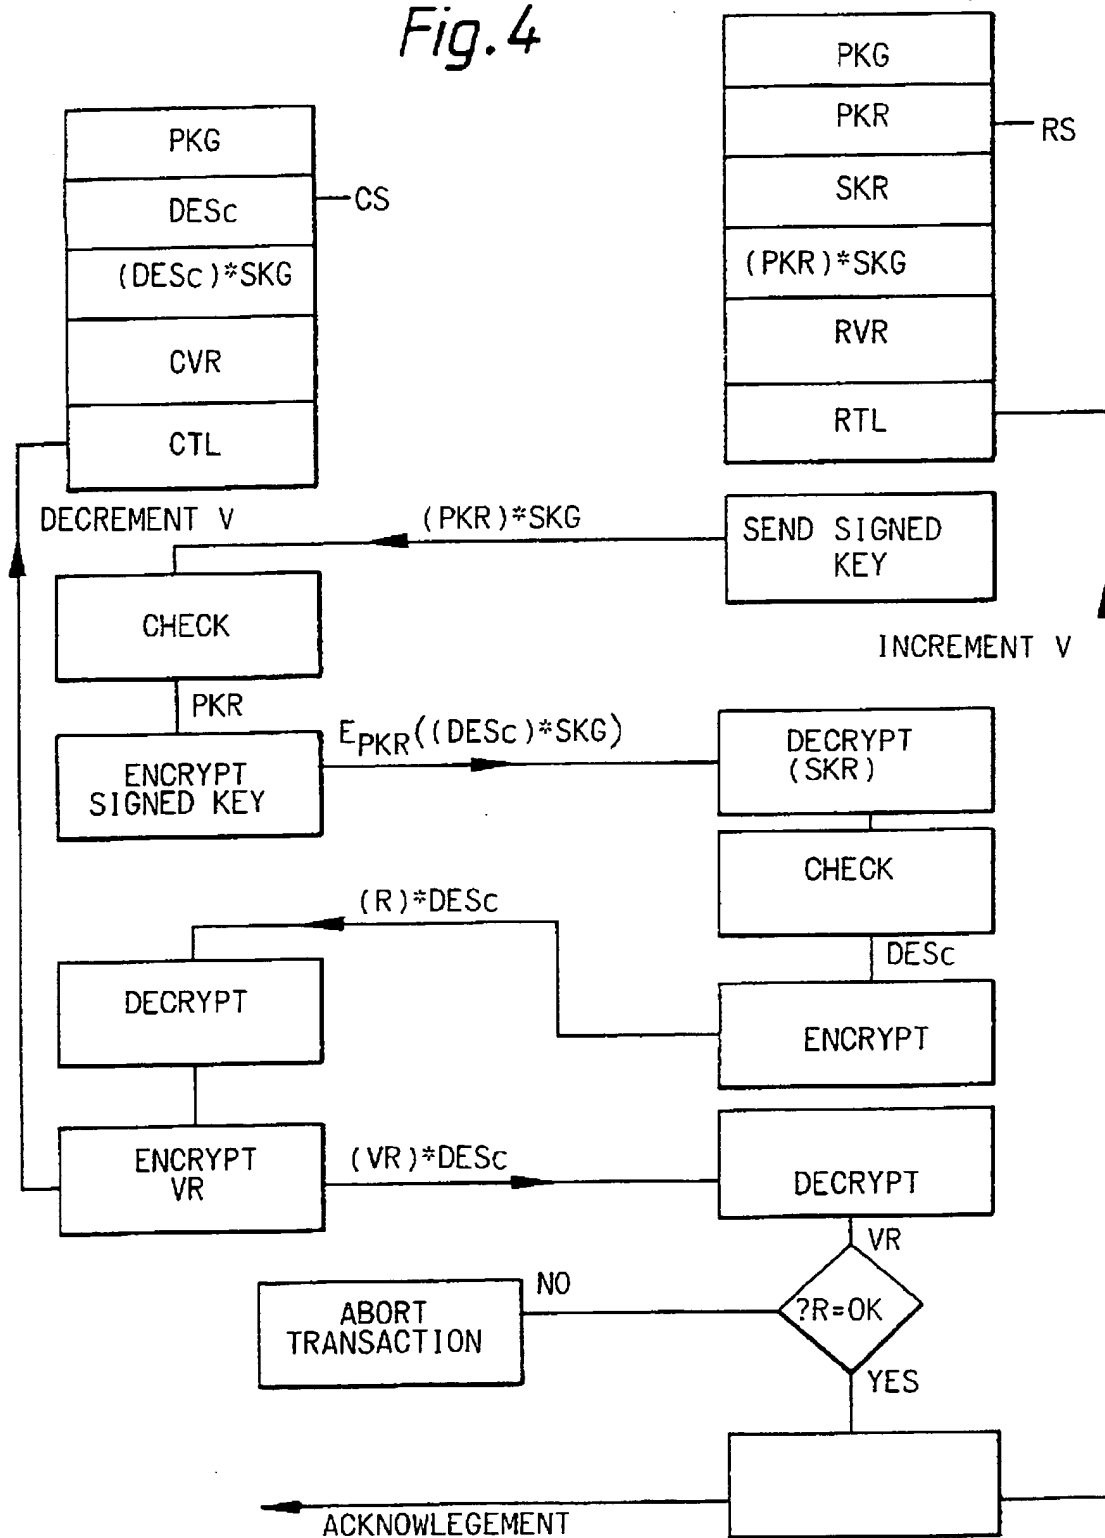 Fig.4
PKG
DESc
(DESc)*SKG
CVR
CTL
CS
PKG
PKR
SKR
(PKR)*SKG
RVR
RTL
RS
DECREMENT V
(PKR)*SKG
SEND SIGNED
KEY
CHECK
INCREMENT V
PKR
ENCRYPT
SIGNED KEY
EPKR((DESc)*SKG)
DECRYPT
(SKR)
CHECK
DESc
(R)*DESc
DECRYPT
ENCRYPT
ENCRYPT
VR
(VR)*DESc
DECRYPT
VR
?R=OK
NO
ABORT
TRANSACTION
YES
ACKNOWLEGEMENT